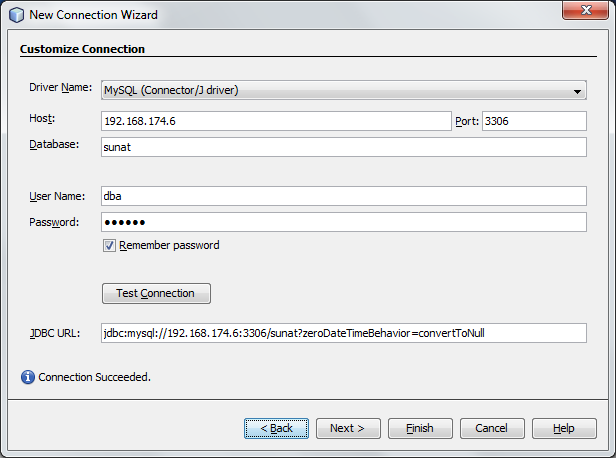 New Connection Wizard
Customize Connection
Driver Name: MySQL (Connector/J driver)
Host: 192.168.174.6 Port: 3306
Database: sunat
User Name: dba
Password: ●●●●●●
Remember password
Test Connection
JDBC URL: jdbc:mysql://192.168.174.6:3306/sunat?zeroDateTimeBehavior=convertToNull
Connection Succeeded.
< Back Next > Finish Cancel Help